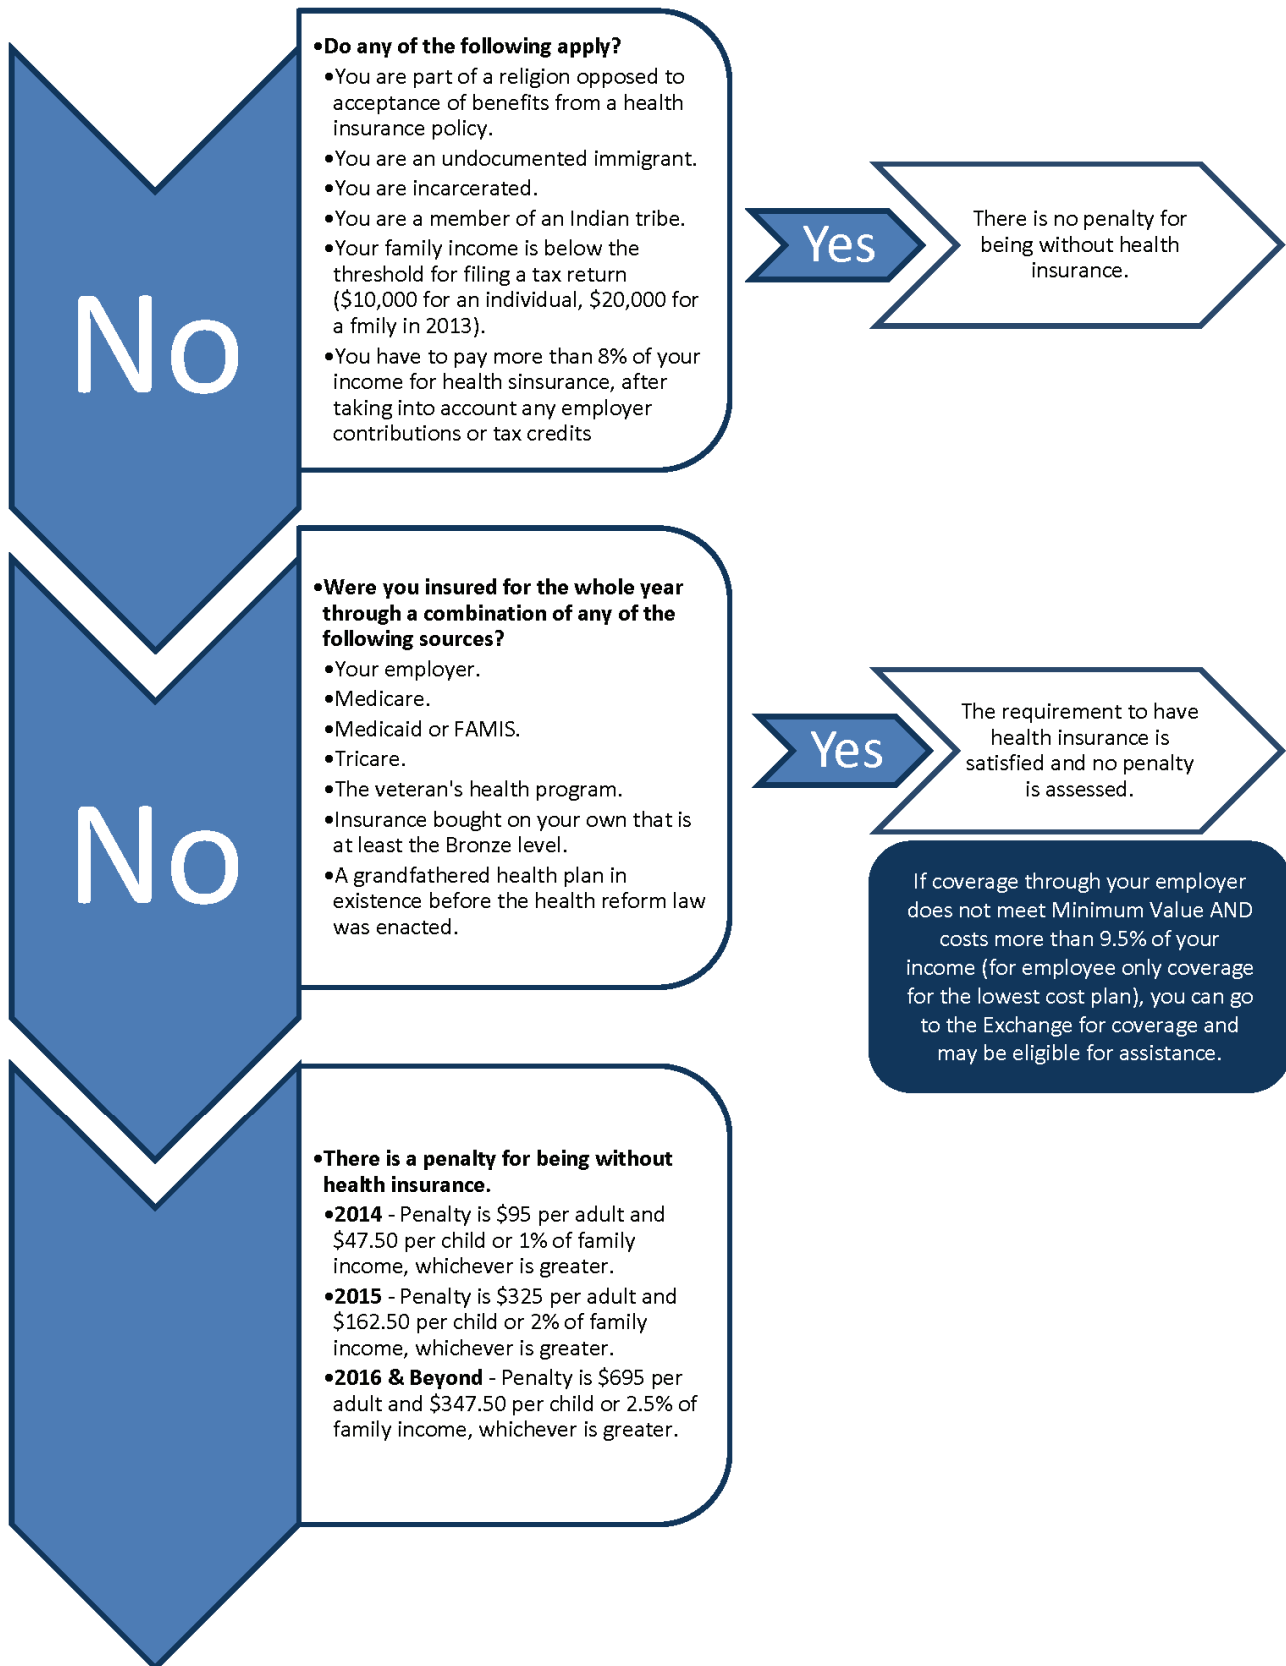 No
•Do any of the following apply?
•You are part of a religion opposed to
acceptance of benefits from a health
insurance policy.
•You are an undocumented immigrant.
•You are incarcerated.
•You are a member of an Indian tribe.
•Your family income is below the
threshold for filing a tax return
($10,000 for an individual, $20,000 for
a fmily in 2013).
•You have to pay more than 8% of your
income for health sinsurance, after
taking into account any employer
contributions or tax credits
Yes
There is no penalty for
being without health
insurance.
No
•Were you insured for the whole year
through a combination of any of the
following sources?
•Your employer.
•Medicare.
•Medicaid or FAMIS.
•Tricare.
•The veteran's health program.
•Insurance bought on your own that is
at least the Bronze level.
•A grandfathered health plan in
existence before the health reform law
was enacted.
Yes
The requirement to have
health insurance is
satisfied and no penalty
is assessed.
If coverage through your employer
does not meet Minimum Value AND
costs more than 9.5% of your
income (for employee only coverage
for the lowest cost plan), you can go
to the Exchange for coverage and
may be eligible for assistance.
•There is a penalty for being without
health insurance.
•2014 - Penalty is $95 per adult and
$47.50 per child or 1% of family
income, whichever is greater.
•2015 - Penalty is $325 per adult and
$162.50 per child or 2% of family
income, whichever is greater.
•2016 & Beyond - Penalty is $695 per
adult and $347.50 per child or 2.5% of
family income, whichever is greater.